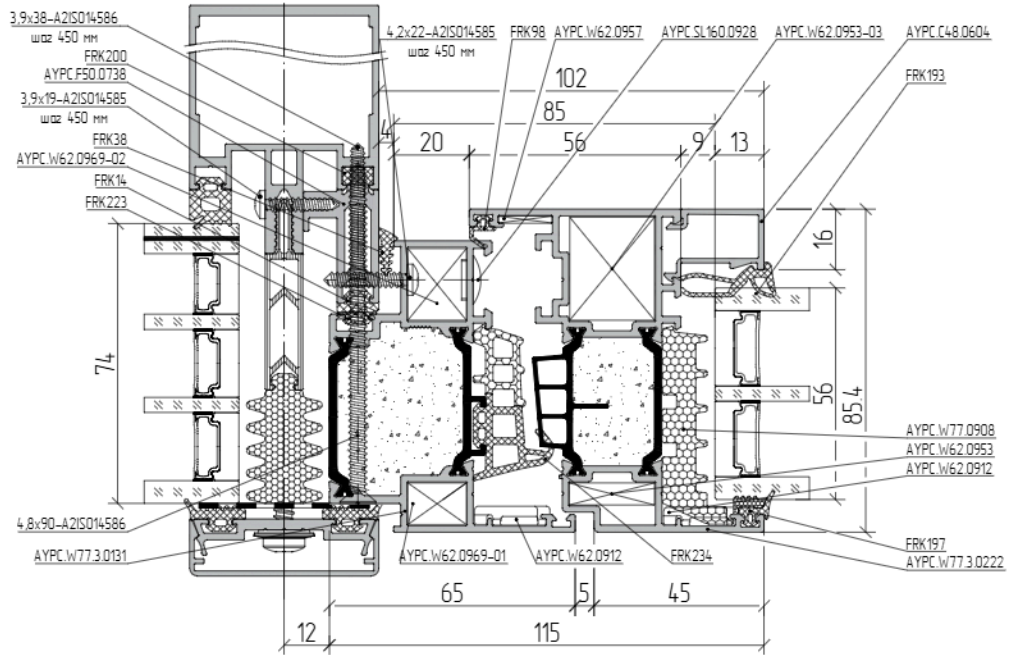 3,9x38-A2ISO14586
шаг 450 мм
FRK200
AYPC.F50.0738
3,9x19-A2ISO14585
шаг 450 мм
FRK38
AYPC.W62.0969-02
FRK14
FRK223
4,2x22-A2ISO14585
шаг 450 мм
FRK98
AYPC.W62.0957
AYPC.SL160.0928
AYPC.W62.0953-03
AYPC.C48.0604
FRK193
102
85
4
20
56
9
13
16
74
56
85.4
AYPC.W77.0908
AYPC.W62.0953
AYPC.W62.0912
4,8x90-A2ISO14586
AYPC.W77.3.0131
AYPC.W62.0969-01
AYPC.W62.0912
FRK234
FRK197
AYPC.W77.3.0222
65
5
45
12
115